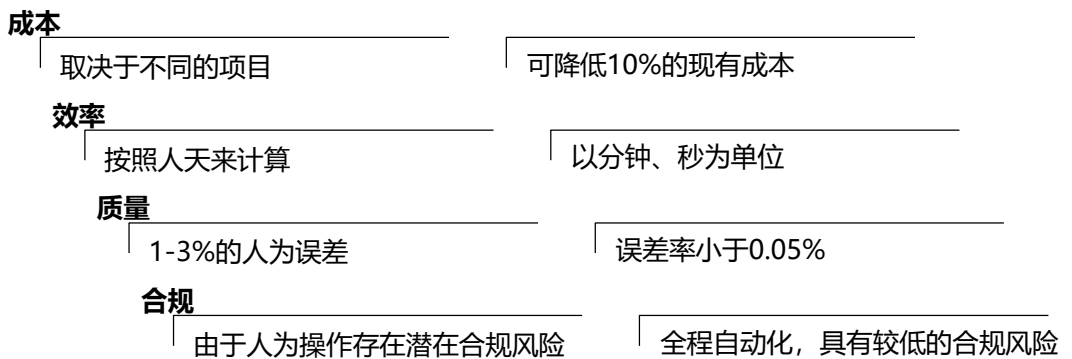 成本
取决于不同的项目
可降低10%的现有成本
效率
按照人天来计算
以分钟、秒为单位
质量
1-3%的人为误差
误差率小于0.05%
合规
由于人为操作存在潜在合规风险
全程自动化，具有较低的合规风险